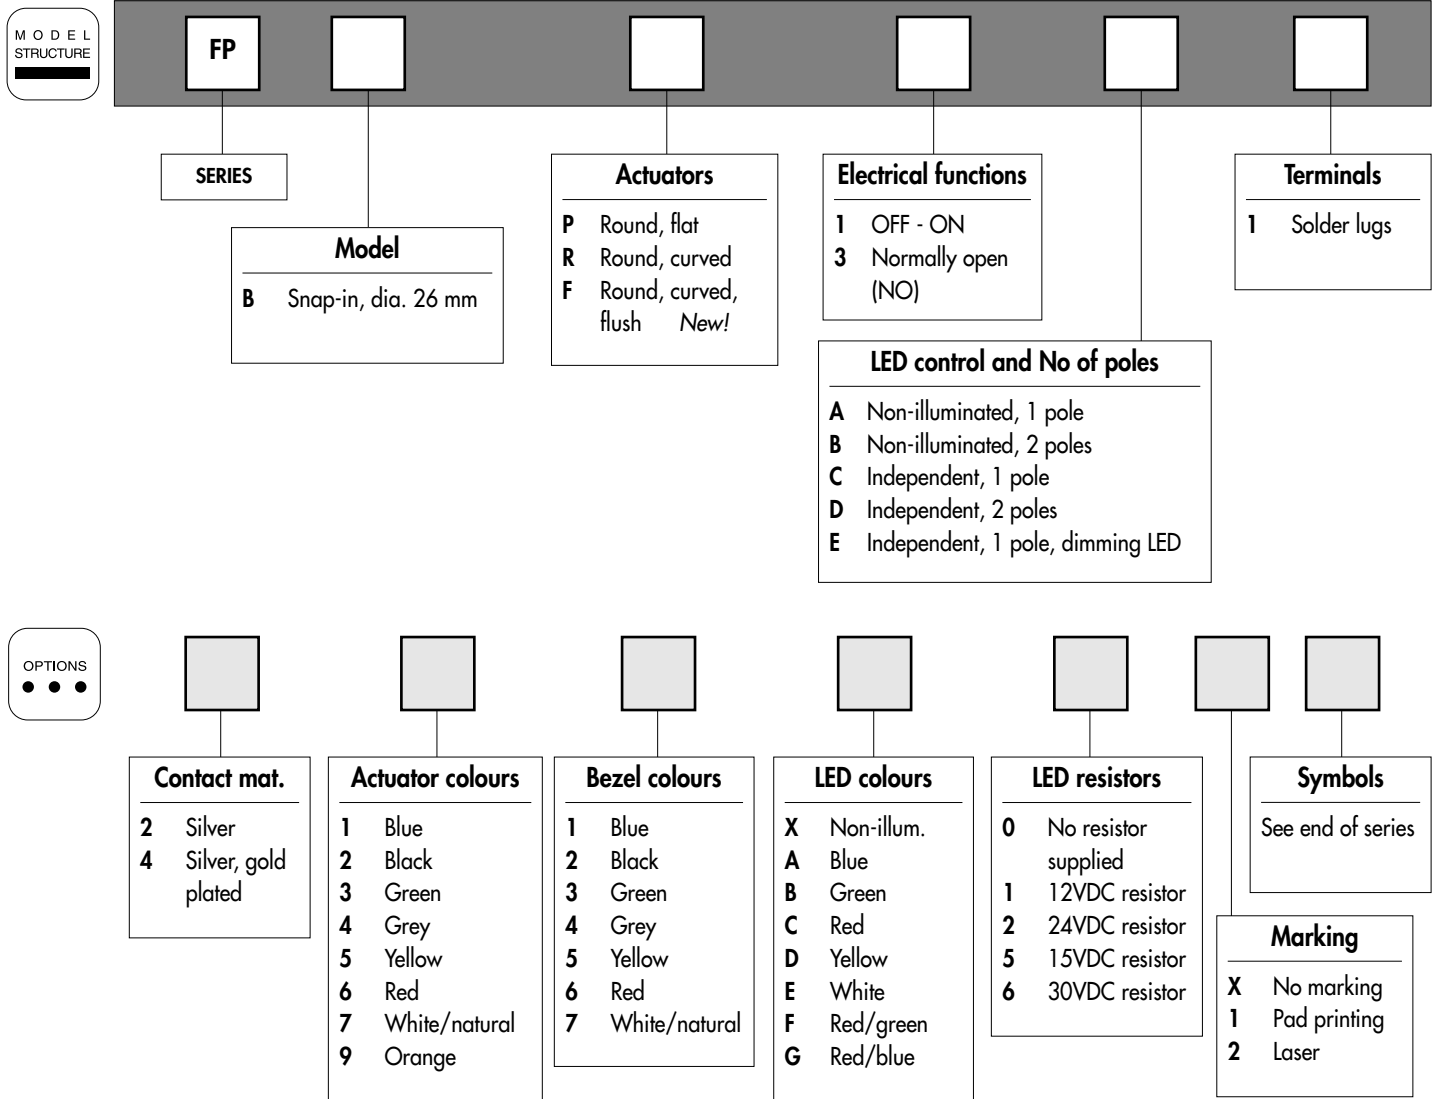 MODEL
STRUCTURE
FP
SERIES
Model
B Snap-in, dia. 26 mm
Actuators
P Round, flat
R Round, curved
F Round, curved,
flush New!
Electrical functions
1 OFF - ON
3 Normally open
(NO)
LED control and No of poles
A Non-illuminated, 1 pole
B Non-illuminated, 2 poles
C Independent, 1 pole
D Independent, 2 poles
E Independent, 1 pole, dimming LED
Terminals
1 Solder lugs
OPTIONS
Contact mat.
2 Silver
4 Silver, gold
plated
Actuator colours
1 Blue
2 Black
3 Green
4 Grey
5 Yellow
6 Red
7 White/natural
9 Orange
Bezel colours
1 Blue
2 Black
3 Green
4 Grey
5 Yellow
6 Red
7 White/natural
LED colours
X Non-illum.
A Blue
B Green
C Red
D Yellow
E White
F Red/green
G Red/blue
LED resistors
0 No resistor
supplied
1 12VDC resistor
2 24VDC resistor
5 15VDC resistor
6 30VDC resistor
Marking
X No marking
1 Pad printing
2 Laser
Symbols
See end of series